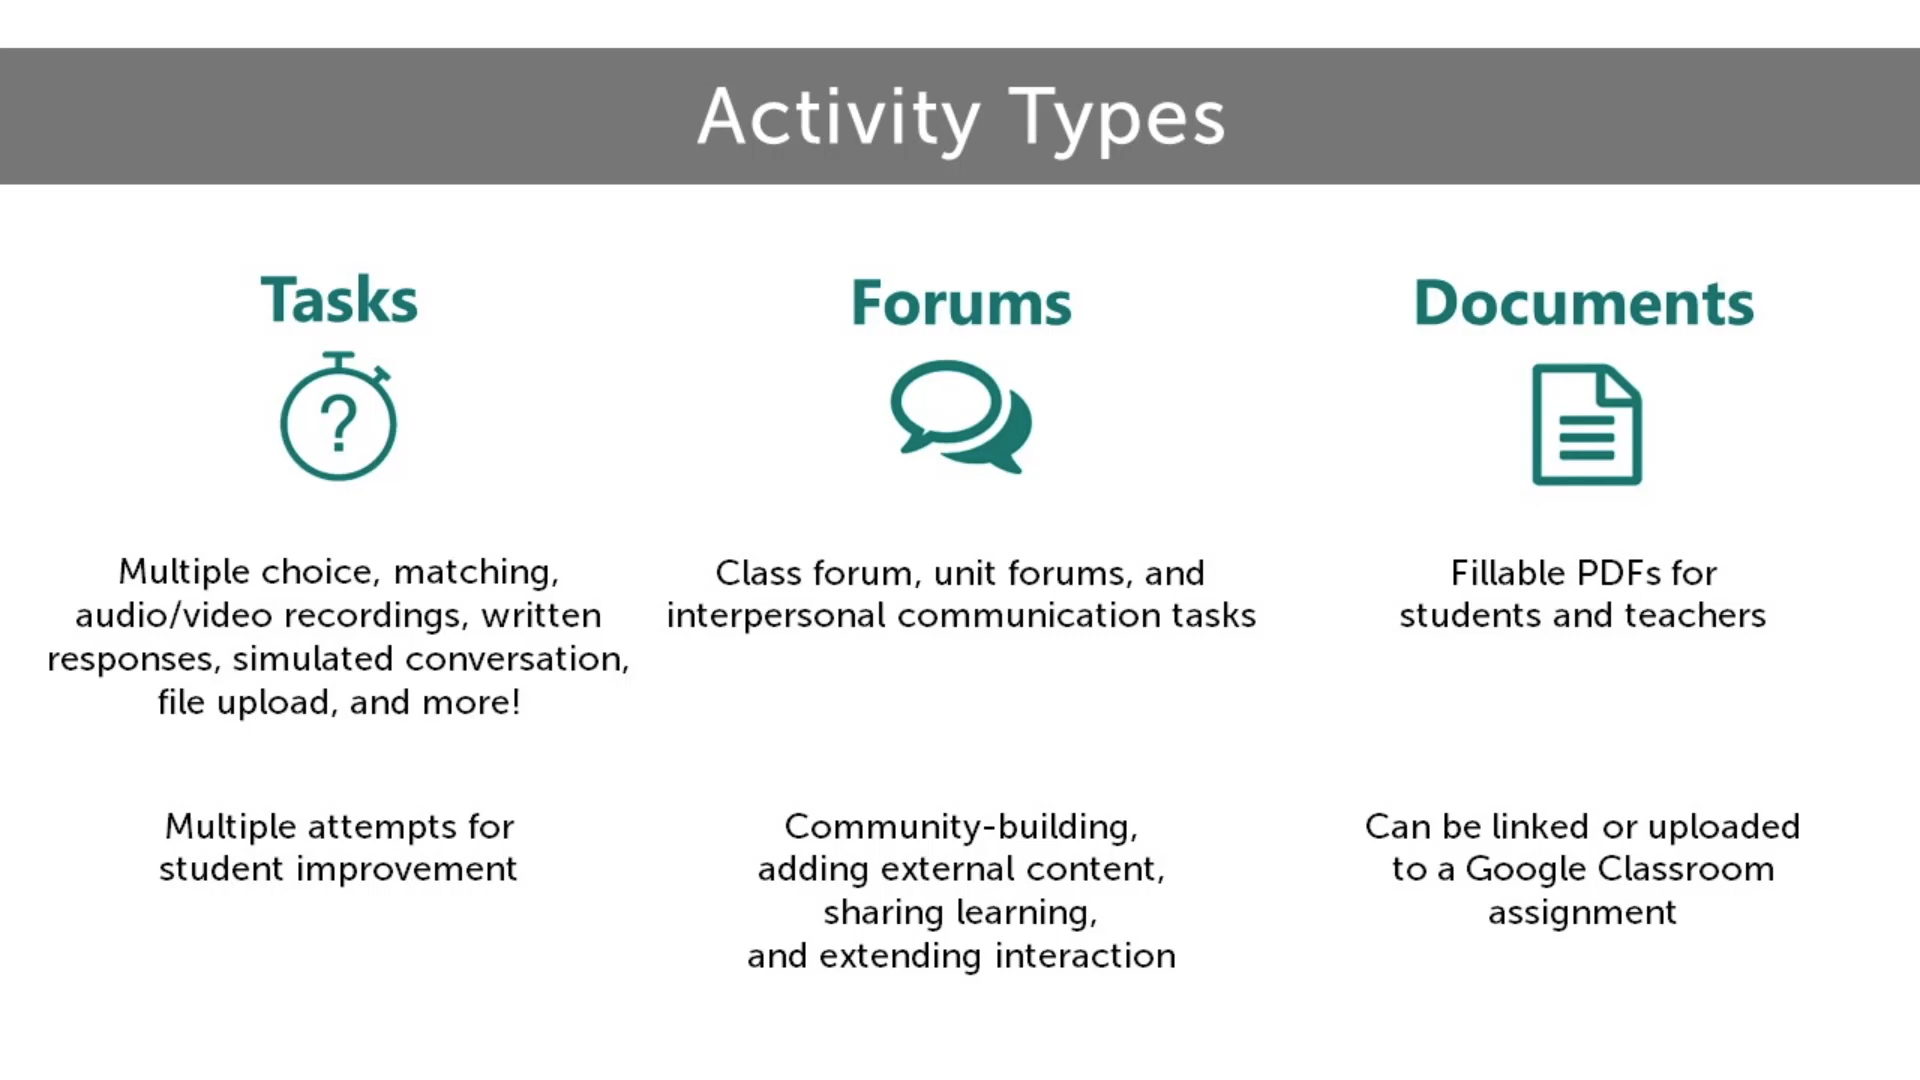 Activity Types
Tasks
?
Multiple choice, matching,
audio/video recordings, written
responses, simulated conversation,
file upload, and more!
Multiple attempts for
student improvement
Forums
Class forum, unit forums, and
interpersonal communication tasks
Community-building,
adding external content,
sharing learning,
and extending interaction
Documents
Fillable PDFs for
students and teachers
Can be linked or uploaded
to a Google Classroom
assignment